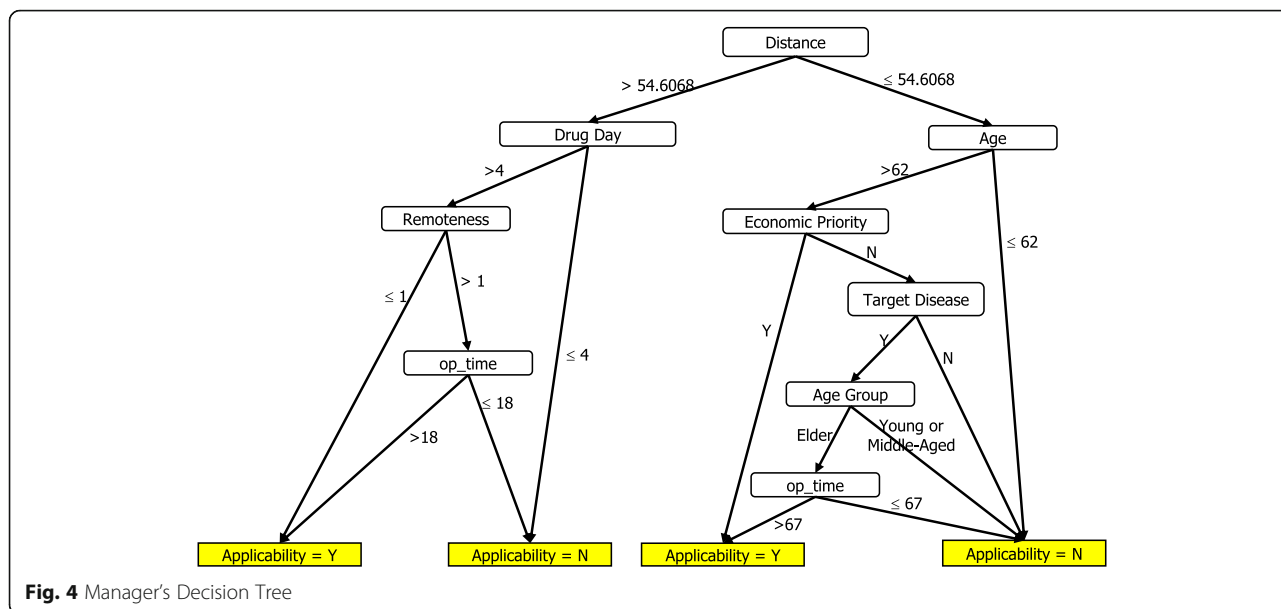 Distance
> 54.6068
≤ 54.6068
Drug Day
Age
>4
>62
Remoteness
Economic Priority
≤ 62
N
> 1
≤ 1
Target Disease
Y
≤ 4
Y
N
op_time
Age Group
≤ 18
>18
Elder
Young or
Middle-Aged
op_time
≤ 67
>67
Applicability = Y
Applicability = N
Applicability = Y
Applicability = N
Fig. 4 Manager's Decision Tree